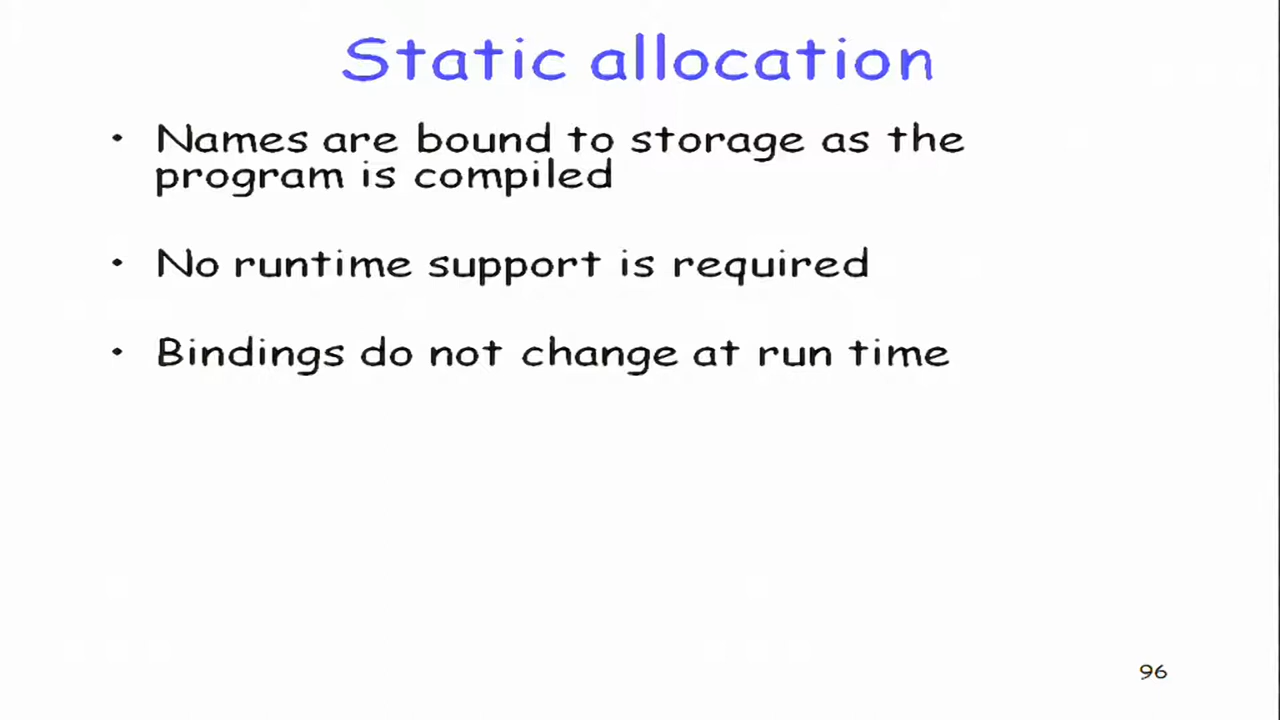 Static allocation
• Names are bound to storage as the
program is compiled
• No runtime support is required
• Bindings do not change at run time
96